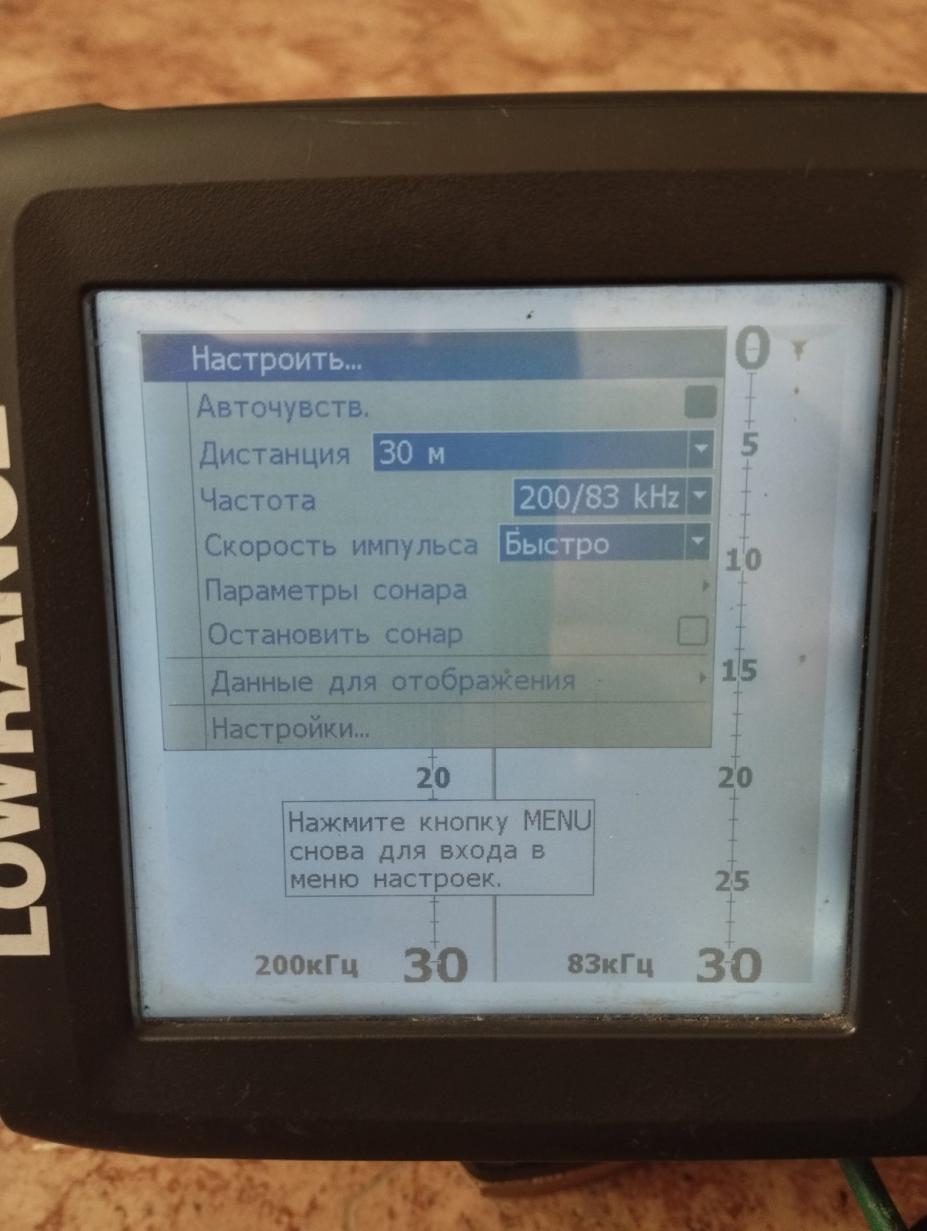 LOWRANCE
Настроить...
Авточувств.
Дистанция 30 м
Частота 200/83 kHz
Скорость импульса Быстро
Параметры сонара
Остановить сонар
Данные для отображения
Настройки...
0
5
10
15
20 20
Нажмите кнопку MENU
снова для входа в
меню настроек.
25
200кГц 30 83кГц 30